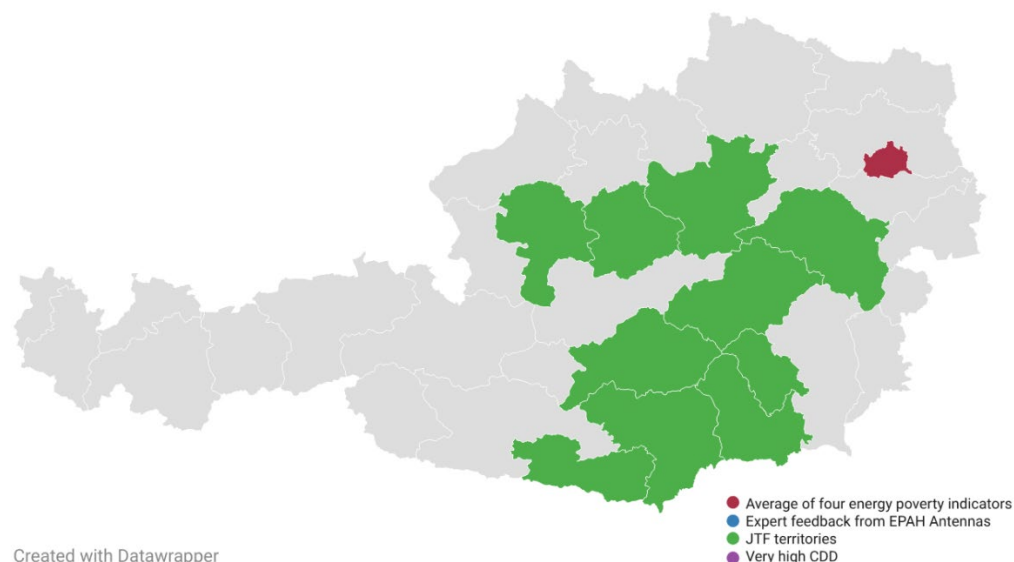 Average of four energy poverty indicators
Expert feedback from EPAH Antennas
JTF territories
Very high CDD
Created with Datawrapper